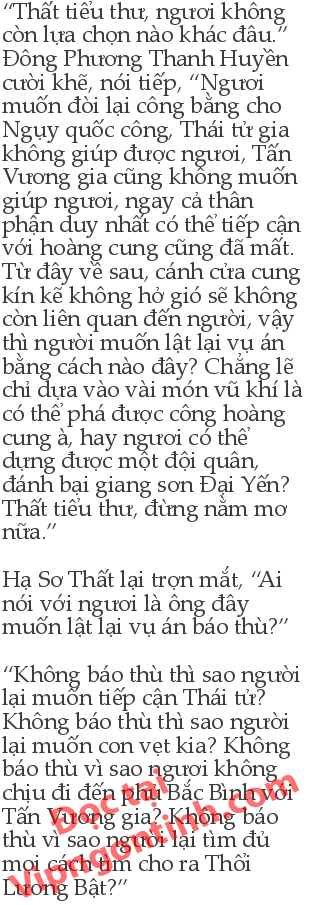 “Thất tiểu thư, ngươi không
còn lựa chọn nào khác đâu.”
Đông Phương Thanh Huyền
cười khẽ, nói tiếp, “Ngươi
muốn đòi lại công bằng cho
Ngụy quốc công, Thái tử gia
không giúp được ngươi, Tấn
Vương gia cũng không muốn
giúp ngươi, ngay cả thân
phận duy nhất có thể tiếp cận
với hoàng cung cũng đã mất.
Từ đây về sau, cánh cửa cung
kín kẽ không hở gió sẽ không
còn liên quan đến người, vậy
thì người muốn lật lại vụ án
bằng cách nào đây? Chẳng lẽ
chỉ dựa vào vài món vũ khí là
có thể phá được công hoàng
cung à, hay ngươi có thể
dựng được một đội quân,
đánh bại giang sơn Đại Yến?
Thất tiểu thư, đừng nằm mơ
nữa.”
Hạ Sơ Thất lại trợn mắt, “Ai
nói với ngươi là ông đây
muốn lật lại vụ án báo thù?”
“Không báo thù thì sao người
lại muốn tiếp cận Thái tử?
Không báo thù thì sao người
lại muốn con vẹt kia? Không
báo thù vì sao ngươi không
chịu đi đến phủ Bắc Bình với
Tấn Vương gia? Không báo
thù vì sao người lại tìm đủ
mọi cách tìm cho ra Thổi
Lương Bật?”
Đọc tại
Vipngontinh.com